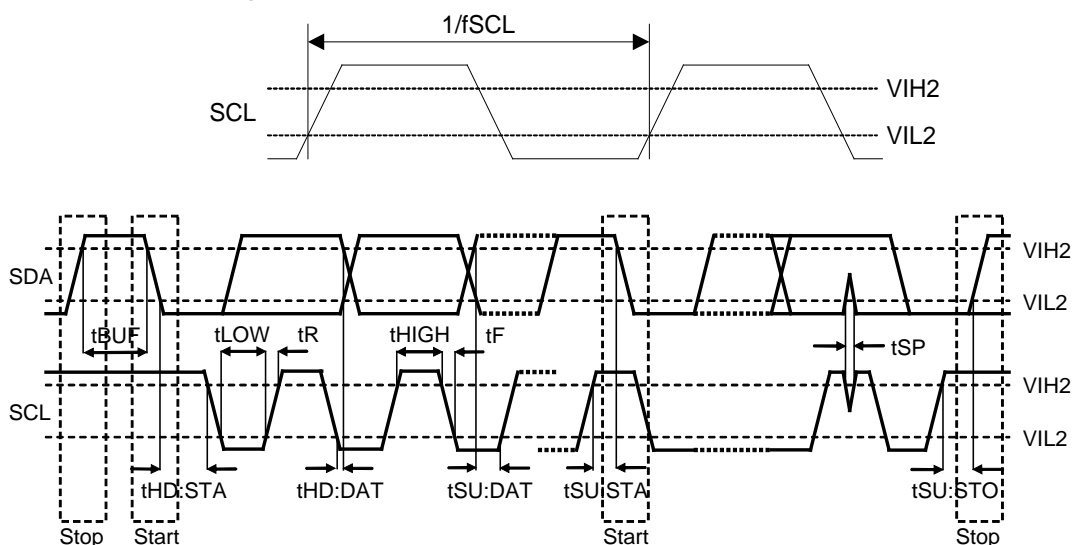 1/fSCL
VIH2
SCL
VIL2
VIH2
SDA
VIL2
tBUF tLOW tR tHIGH tF
tSP
VIH2
SCL
VIL2
tHD:STA tHD:DAT tSU:DAT tSU:STA tSU:STO
Stop Start Start Stop